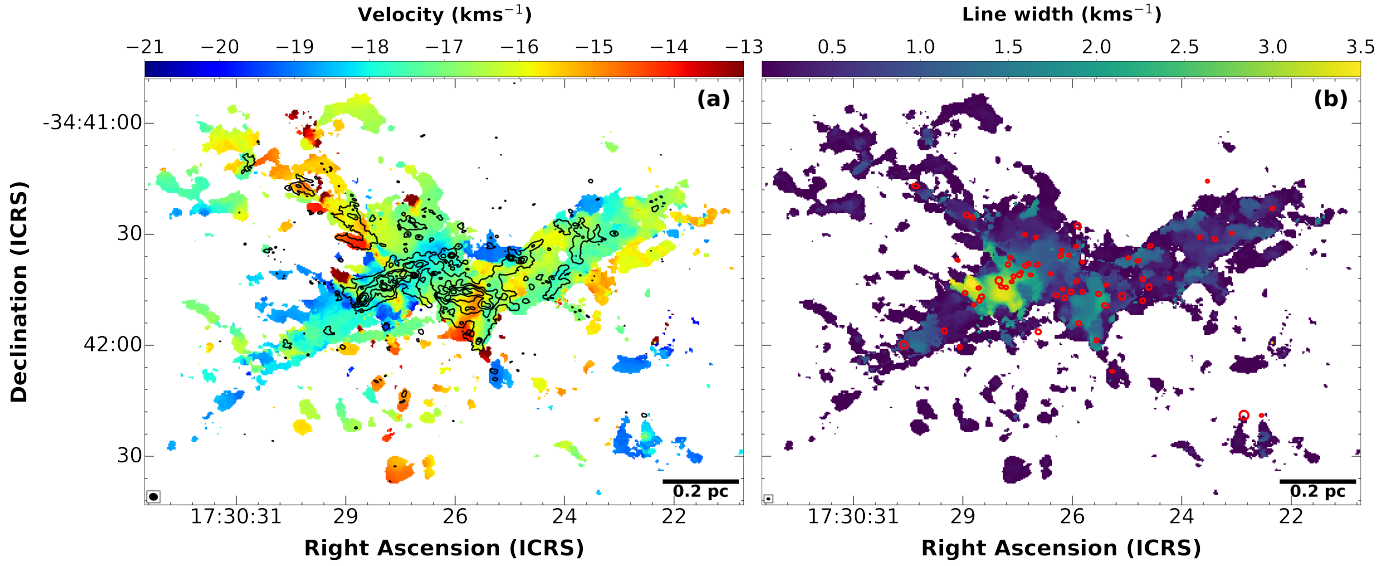 Velocity (kms⁻¹)
−21 −20 −19 −18 −17 −16 −15 −14 −13
(a)
-34:41:00
30
42:00
30
Declination (ICRS)
0.2 pc
17:30:31 29 26 24 22
Right Ascension (ICRS)
Line width (kms⁻¹)
0.5 1.0 1.5 2.0 2.5 3.0 3.5
(b)
0.2 pc
17:30:31 29 26 24 22
Right Ascension (ICRS)